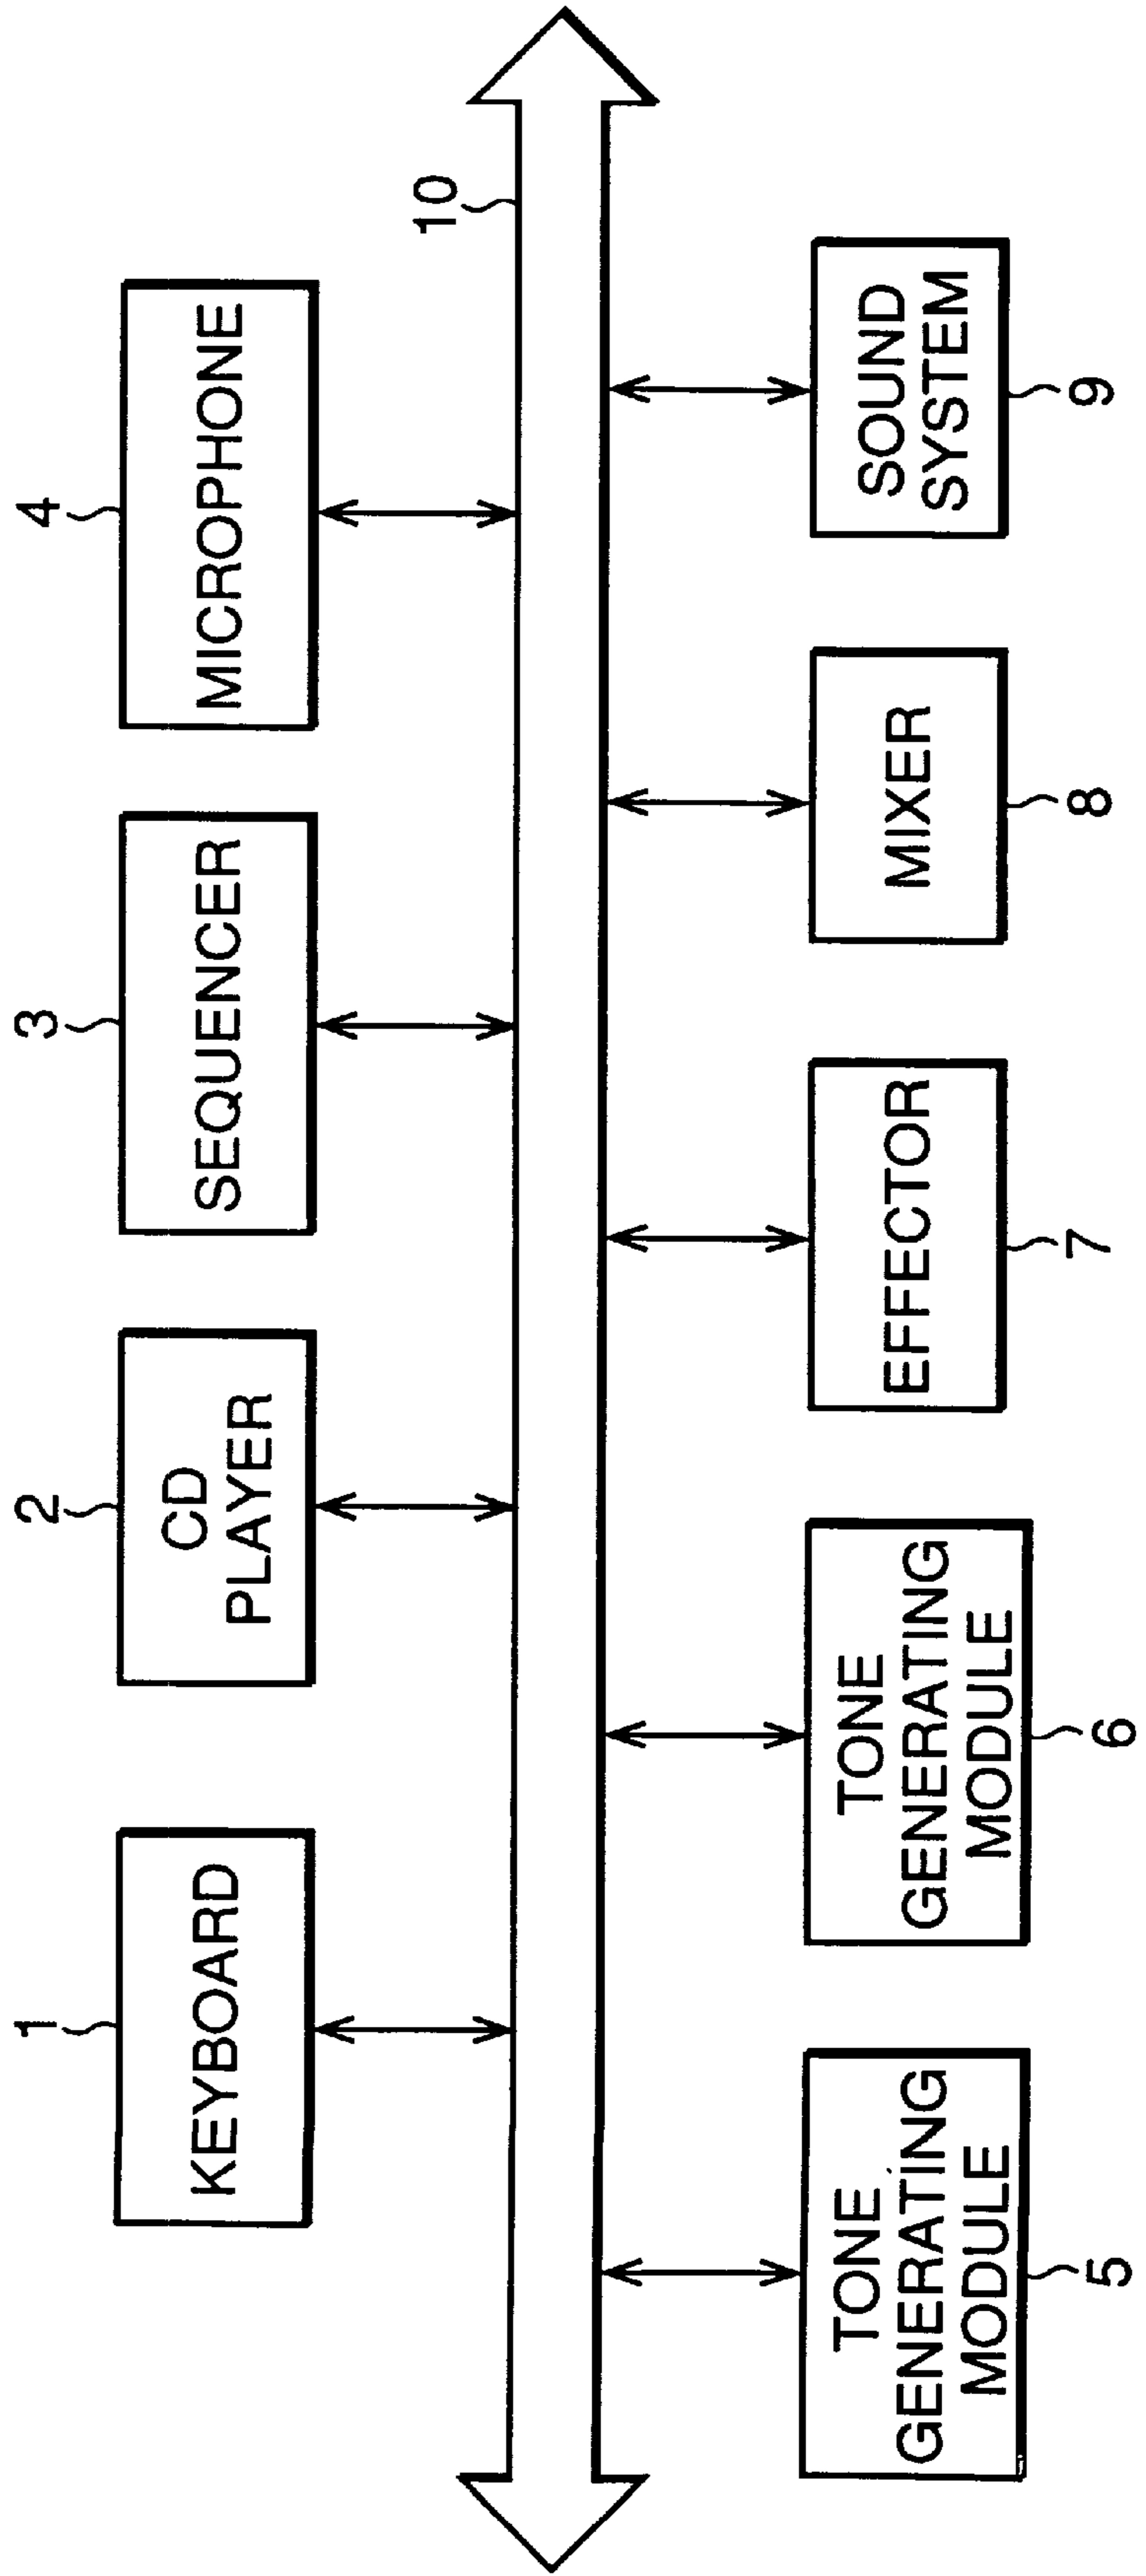 1
KEYBOARD
2
CD
PLAYER
3
SEQUENCER
4
MICROPHONE
10
TONE
GENERATING
MODULE
5
TONE
GENERATING
MODULE
6
EFFECTOR
7
MIXER
8
SOUND
SYSTEM
9